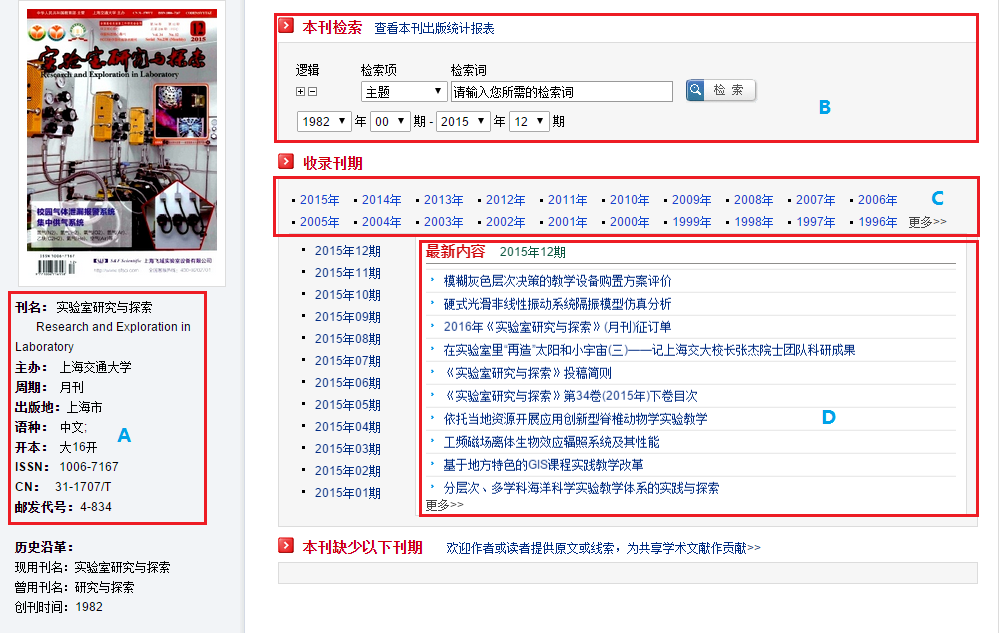 12
2015
实验室研究与探索
Research and Exploration in Laboratory
校园气体泄漏报警系统
集中供气系统
上海飞域实验室设备有限公司
刊名： 实验室研究与探索
Research and Exploration in
Laboratory
主办： 上海交通大学
周期： 月刊
出版地：上海市
语种： 中文;
开本： 大16开
ISSN： 1006-7167
CN： 31-1707/T
邮发代号：4-834
A
历史沿革：
现用刊名：实验室研究与探索
曾用刊名：研究与探索
创刊时间：1982
本刊检索 查看本刊出版统计报表
逻辑 检索项 检索词
主题 请输入您所需的检索词 检 索
B
1982 年 00 期 - 2015 年 12 期
收录刊期
2015年 2014年 2013年 2012年 2011年 2010年 2009年 2008年 2007年 2006年
C
2005年 2004年 2003年 2002年 2001年 2000年 1999年 1998年 1997年 1996年 更多>>
2015年12期
2015年11期
2015年10期
2015年09期
2015年08期
2015年07期
2015年06期
2015年05期
2015年04期
2015年03期
2015年02期
2015年01期
最新内容 2015年12期
模糊灰色层次决策的教学设备购置方案评价
硬式光滑非线性振动系统隔振模型仿真分析
2016年《实验室研究与探索》(月刊)征订单
在实验室里“再造”太阳和小宇宙(三)——记上海交大校长张杰院士团队科研成果
《实验室研究与探索》投稿简则
《实验室研究与探索》第34卷(2015年)下卷目次
依托当地资源开展应用创新型脊椎动物学实验教学
D
工频磁场离体生物效应辐照系统及其性能
基于地方特色的GIS课程实践教学改革
分层次、多学科海洋科学实验教学体系的实践与探索
更多>>
本刊缺少以下刊期 欢迎作者或读者提供原文或线索，为共享学术文献作贡献>>